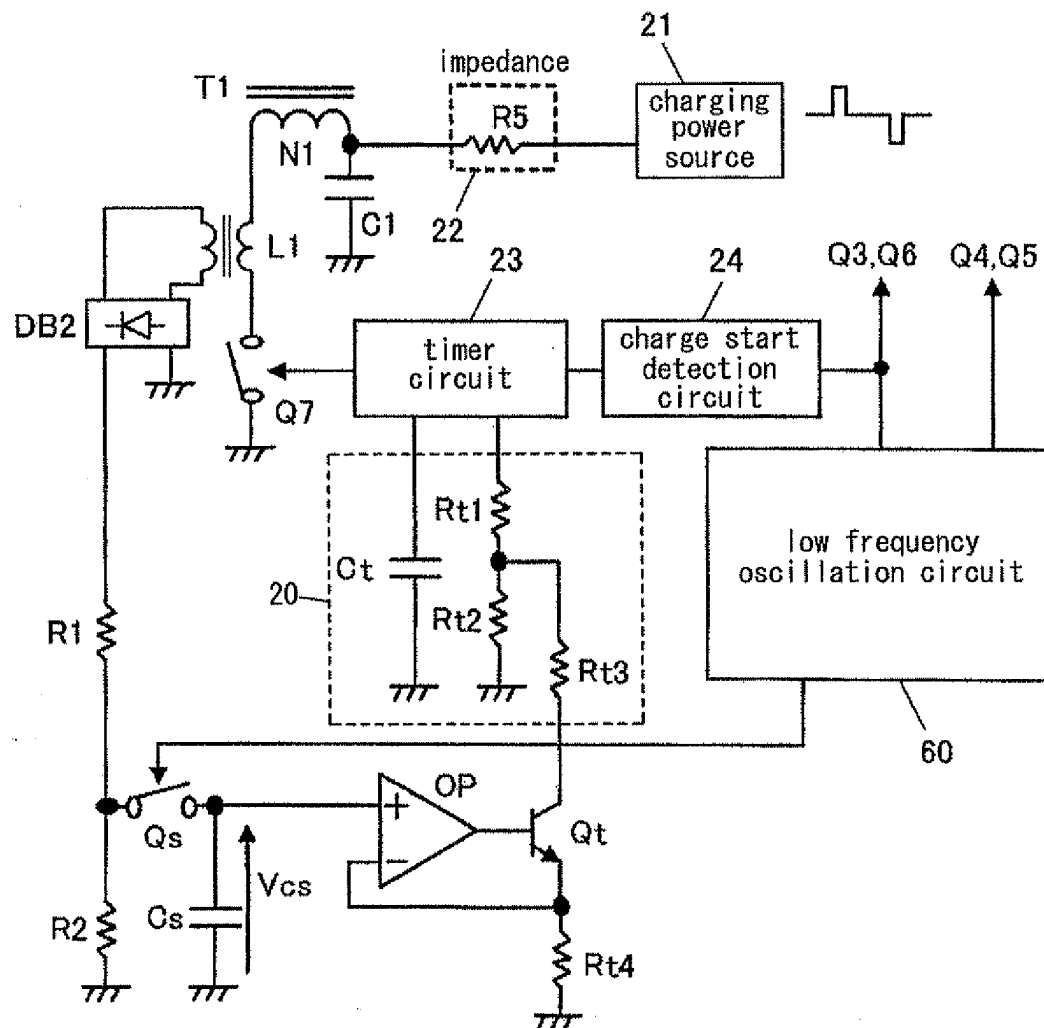 21
impedance
T1
R5
charging
power
source
N1
C1
22
L1
23
24
Q3,Q6
Q4,Q5
DB2
timer
circuit
charge start
detection
circuit
Q7
Rt1
low frequency
oscillation circuit
Ct
20
Rt2
R1
Rt3
60
OP
+
Qs
Qt
−
Vcs
R2
Cs
Rt4